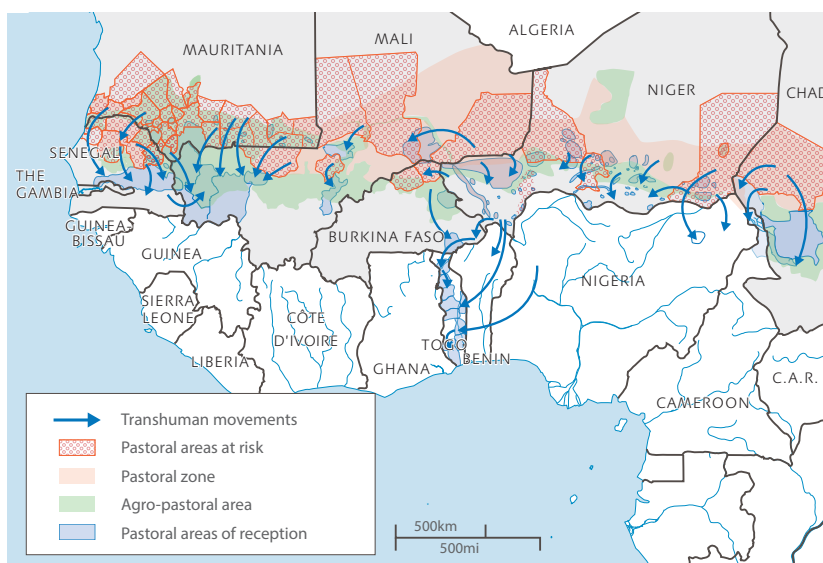 ALGERIA
MALI
MAURITANIA
NIGER
CHAD
SENEGAL
THE
GAMBIA
GUINEA-
BISSAU
GUINEA
BURKINA FASO
SIERRA
LEONE
CÔTE
D'IVOIRE
LIBERIA
GHANA
TOGO
BENIN
NIGERIA
CAMEROON
C.A.R.
Transhuman movements
Pastoral areas at risk
Pastoral zone
Agro-pastoral area
Pastoral areas of reception
500km
500mi